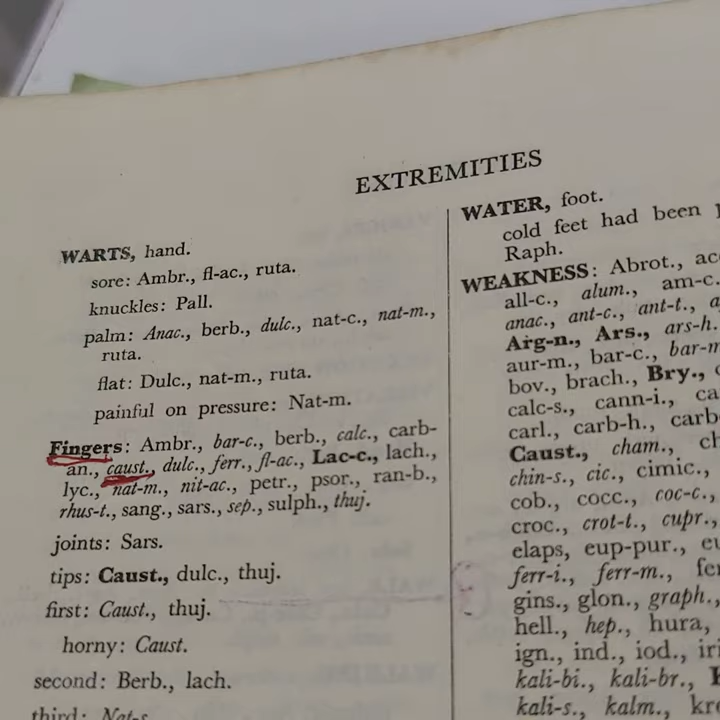 EXTREMITIES
WARTS, hand.
sore: Ambr., fl-ac., ruta.
knuckles: Pall.
palm: Anac., berb., dulc., nat-c., nat-m.,
ruta.
flat: Dulc., nat-m., ruta.
painful on pressure: Nat-m.
Fingers: Ambr., bar-c., berb., calc., carb-
an., caust., dulc., ferr., fl-ac., Lac-c., lach.,
lyc., nat-m., nit-ac., petr., psor., ran-b.,
rhus-t., sang., sars., sep., sulph., thuj.
joints: Sars.
tips: Caust., dulc., thuj.
first: Caust., thuj.
horny: Caust.
second: Berb., lach.
third: Nat-s.
WATER, foot.
cold feet had been
Raph.
WEAKNESS: Abrot.,
all-c., alum., am-c.
anac., ant-c., ant-t.,
Arg-n., Ars., ars-h.
aur-m., bar-c.,
bov., brach., Bry.,
calc-s., cann-i.,
carl., carb-h.,
Caust., cham.,
chin-s., cic., cimic.,
cob., cocc., coc-c.,
croc., crot-t., cupr.,
elaps, eup-pur.,
ferr-i., ferr-m.,
gins., glon., graph.,
hell., hep., hura,
ign., ind., iod.,
kali-bi., kali-br.,
kali-s., kalm.,